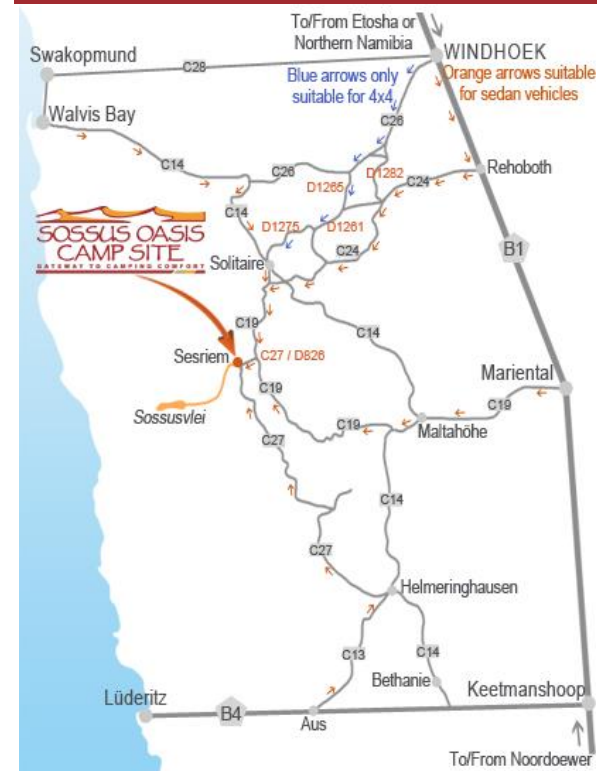 To/From Etosha or
Northern Namibia
WINDHOEK
Swakopmund
C28
Blue arrows only
suitable for 4x4
Orange arrows suitable
for sedan vehicles
Walvis Bay
C26
C14
C26
D1265
D1282
C24
Rehoboth
C14
SOSSUS OASIS
CAMP SITE
GATEWAY TO CAMPING COMFORT
D1275
D1261
C24
B1
Solitaire
C19
C14
Sesriem
C27 / D826
Mariental
C19
C19
Sossusvlei
C19
Maltahöhe
C27
C14
C27
Helmeringhausen
C13
C14
Bethanie
Lüderitz
B4
Keetmanshoop
Aus
To/From Noordoewer